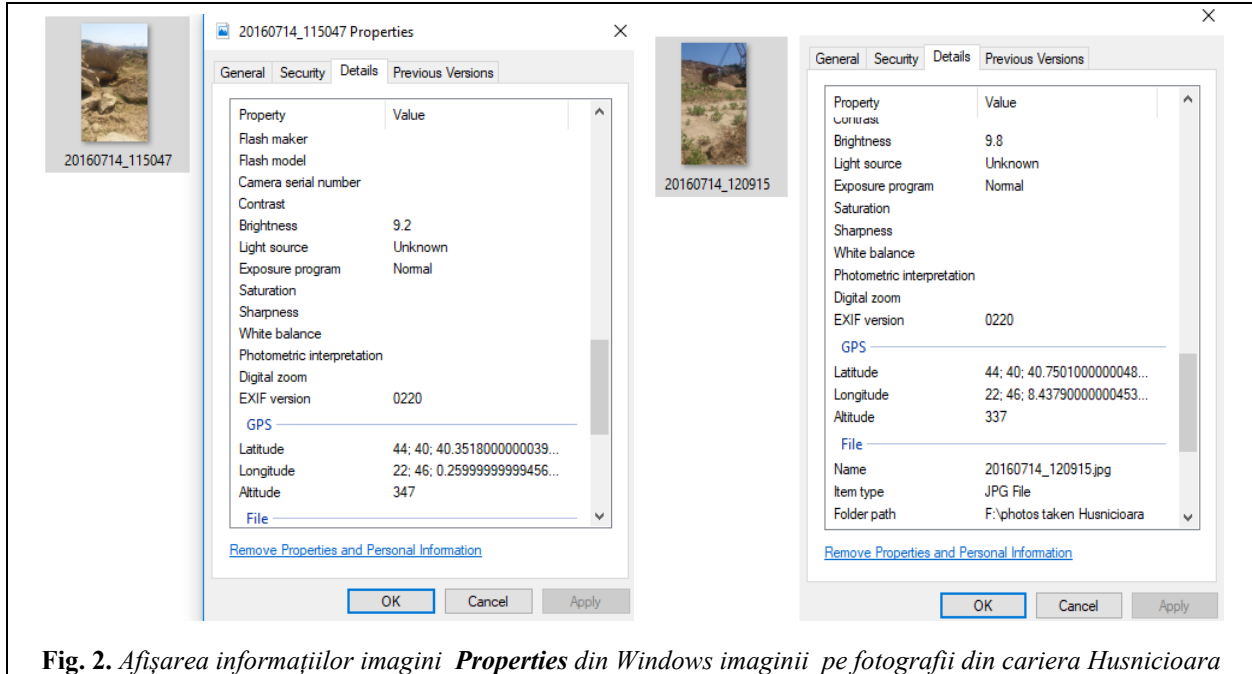 20160714_115047
20160714_115047 Properties
General Security Details Previous Versions
Property Value
Flash maker
Flash model
Camera serial number
Contrast
Brightness 9.2
Light source Unknown
Exposure program Normal
Saturation
Sharpness
White balance
Photometric interpretation
Digital zoom
EXIF version 0220
GPS
Latitude 44; 40; 40.3518000000039...
Longitude 22; 46; 0.25999999999456...
Altitude 347
File
Remove Properties and Personal Information
OK Cancel Apply
20160714_120915
General Security Details Previous Versions
Property Value
Contrast
Brightness 9.8
Light source Unknown
Exposure program Normal
Saturation
Sharpness
White balance
Photometric interpretation
Digital zoom
EXIF version 0220
GPS
Latitude 44; 40; 40.7501000000048...
Longitude 22; 46; 8.43790000000453...
Altitude 337
File
Name 20160714_120915.jpg
Item type JPG File
Folder path F:\photos taken Husnicioara
Remove Properties and Personal Information
OK Cancel Apply
Fig. 2. Afișarea informațiilor imagini Properties din Windows imaginii pe fotografii din cariera Husnicioara